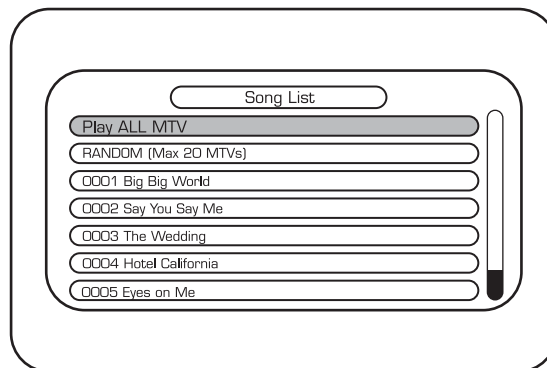 Song List
Play ALL MTV
RANDOM (Max 20 MTVs)
0001 Big Big World
0002 Say You Say Me
0003 The Wedding
0004 Hotel California
0005 Eyes on Me